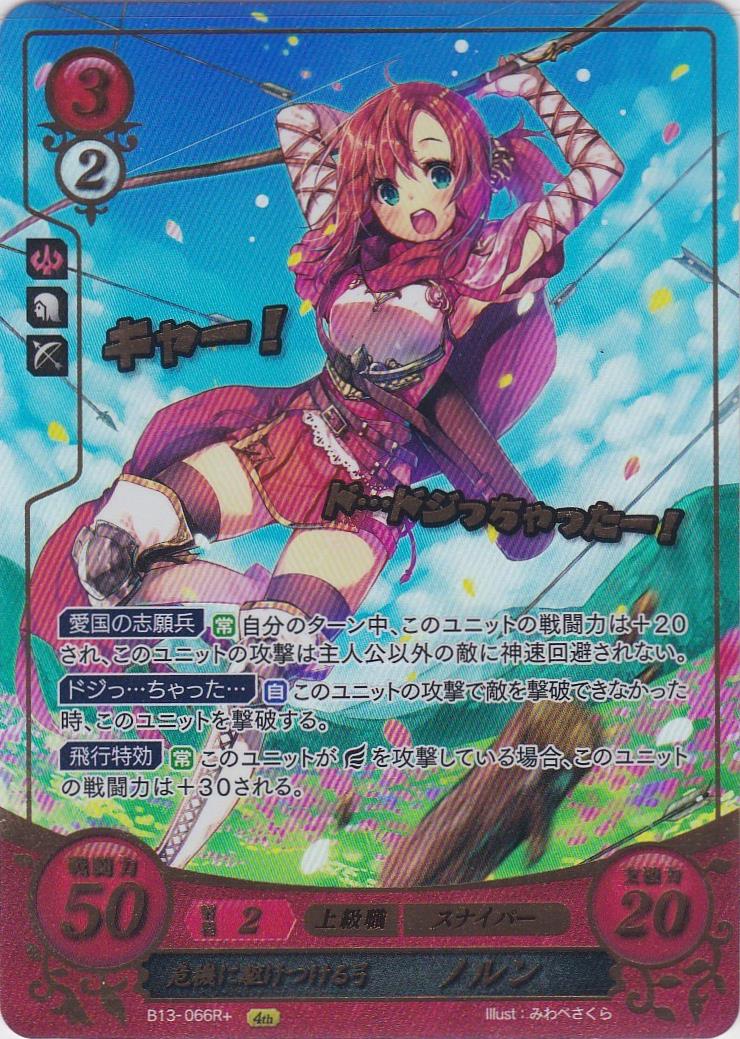 3
2
キャー!
ド…ドジっちゃったー!
愛国の志願兵 常 自分のターン中、このユニットの戦闘力は+20
され、このユニットの攻撃は主人公以外の敵に神速回避されない。
ドジっ…ちゃった… 自 このユニットの攻撃で敵を撃破できなかった
時、このユニットを撃破する。
飛行特効 常 このユニットが を攻撃している場合、このユニット
の戦闘力は+30される。
戦闘力
50
射程 2 上級職 スナイパー
支援力
20
危機に駆けつける弓 ノルン
B13-066R+ 4th Illust:みわべさくら